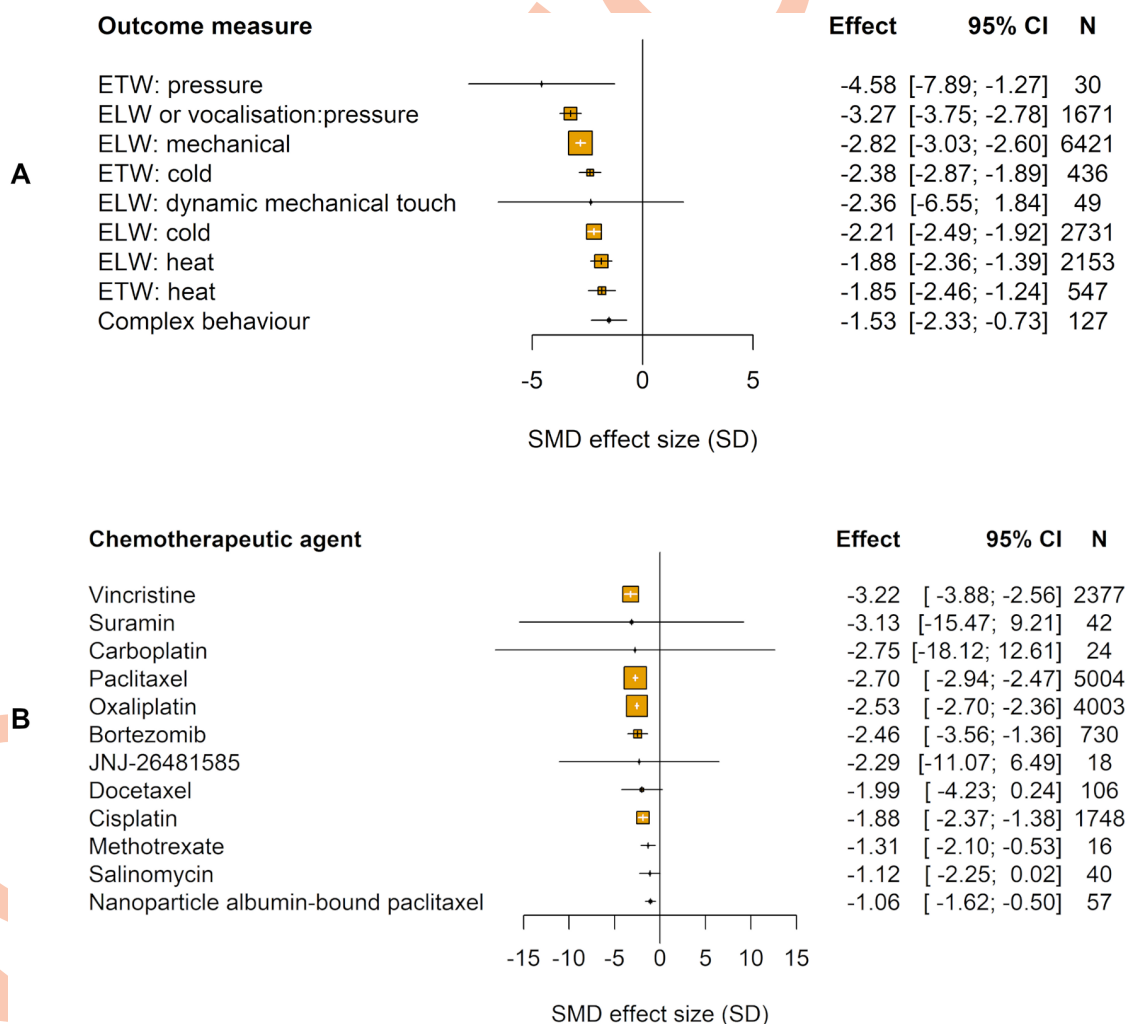 Outcome measure Effect 95% CI N
ETW: pressure -4.58 [-7.89; -1.27] 30
ELW or vocalisation:pressure -3.27 [-3.75; -2.78] 1671
ELW: mechanical -2.82 [-3.03; -2.60] 6421
A
ETW: cold -2.38 [-2.87; -1.89] 436
ELW: dynamic mechanical touch -2.36 [-6.55; 1.84] 49
ELW: cold -2.21 [-2.49; -1.92] 2731
ELW: heat -1.88 [-2.36; -1.39] 2153
ETW: heat -1.85 [-2.46; -1.24] 547
Complex behaviour -1.53 [-2.33; -0.73] 127
-5 0 5
SMD effect size (SD)
Chemotherapeutic agent Effect 95% CI N
Vincristine -3.22 [ -3.88; -2.56] 2377
Suramin -3.13 [-15.47; 9.21] 42
Carboplatin -2.75 [-18.12; 12.61] 24
Paclitaxel -2.70 [ -2.94; -2.47] 5004
Oxaliplatin -2.53 [ -2.70; -2.36] 4003
B
Bortezomib -2.46 [ -3.56; -1.36] 730
JNJ-26481585 -2.29 [-11.07; 6.49] 18
Docetaxel -1.99 [ -4.23; 0.24] 106
Cisplatin -1.88 [ -2.37; -1.38] 1748
Methotrexate -1.31 [ -2.10; -0.53] 16
Salinomycin -1.12 [ -2.25; 0.02] 40
Nanoparticle albumin-bound paclitaxel -1.06 [ -1.62; -0.50] 57
-15 -10 -5 0 5 10 15
SMD effect size (SD)